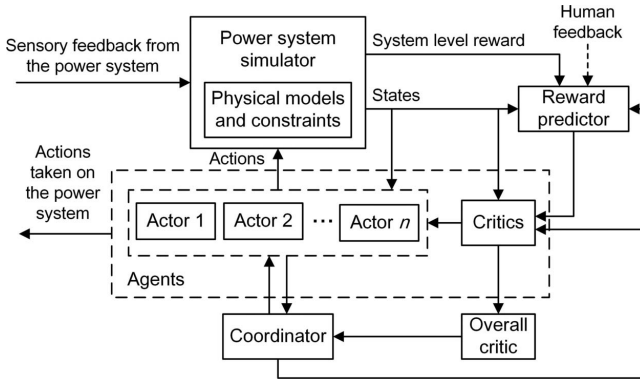 Sensory feedback from
the power system
Power system
simulator
Physical models
and constraints
System level reward
States
Human
feedback
Reward
predictor
Actions
Actions
taken on
the power
system
Actor 1
Actor 2
...
Actor n
Critics
Agents
Coordinator
Overall
critic